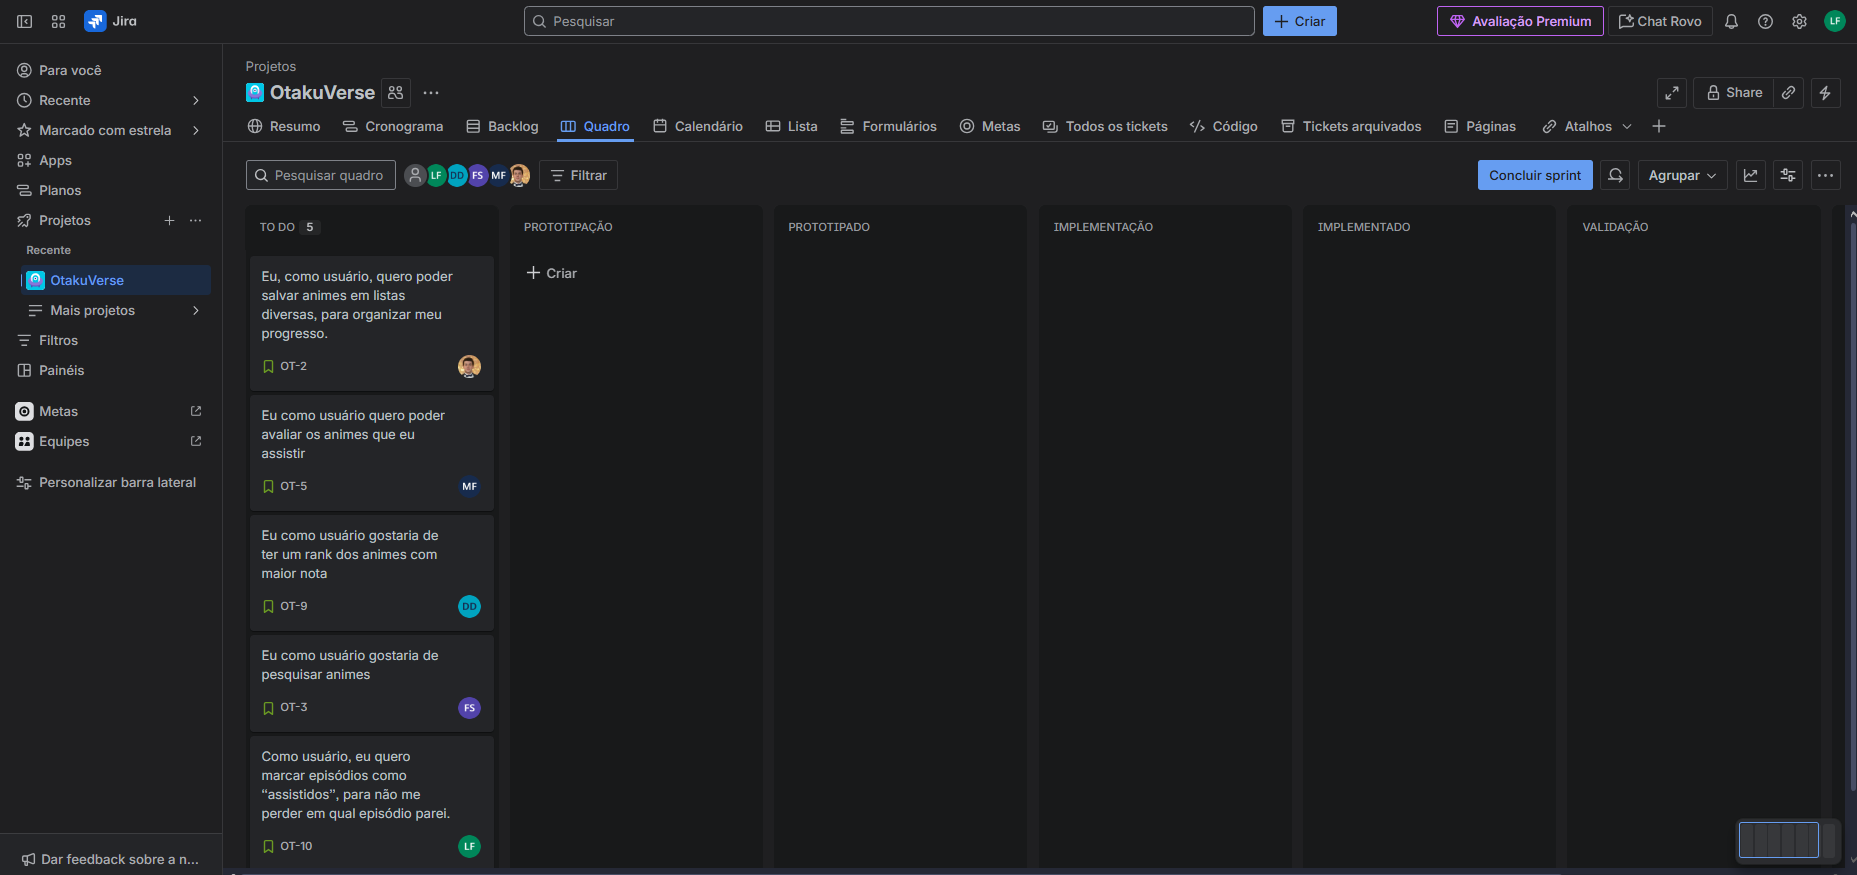 Jira
Pesquisar
Criar
Avaliação Premium
Chat Rovo
LF
Para você
Recente
Marcado com estrela
Apps
Planos
Projetos
Recente
OtakuVerse
Mais projetos
Filtros
Painéis
Metas
Equipes
Personalizar barra lateral
Dar feedback sobre a n...
Projetos
OtakuVerse
Share
Resumo
Cronograma
Backlog
Quadro
Calendário
Lista
Formulários
Metas
Todos os tickets
Código
Tickets arquivados
Páginas
Atalhos
Pesquisar quadro
LF
DD
FS
MF
Filtrar
Concluir sprint
Agrupar
TO DO 5
Eu, como usuário, quero poder
salvar animes em listas
diversas, para organizar meu
progresso.
OT-2
Eu como usuário quero poder
avaliar os animes que eu
assistir
OT-5
MF
Eu como usuário gostaria de
ter um rank dos animes com
maior nota
OT-9
DD
Eu como usuário gostaria de
pesquisar animes
OT-3
FS
Como usuário, eu quero
marcar episódios como
“assistidos”, para não me
perder em qual episódio parei.
OT-10
LF
PROTOTIPAÇÃO
Criar
PROTOTIPADO
IMPLEMENTAÇÃO
IMPLEMENTADO
VALIDAÇÃO